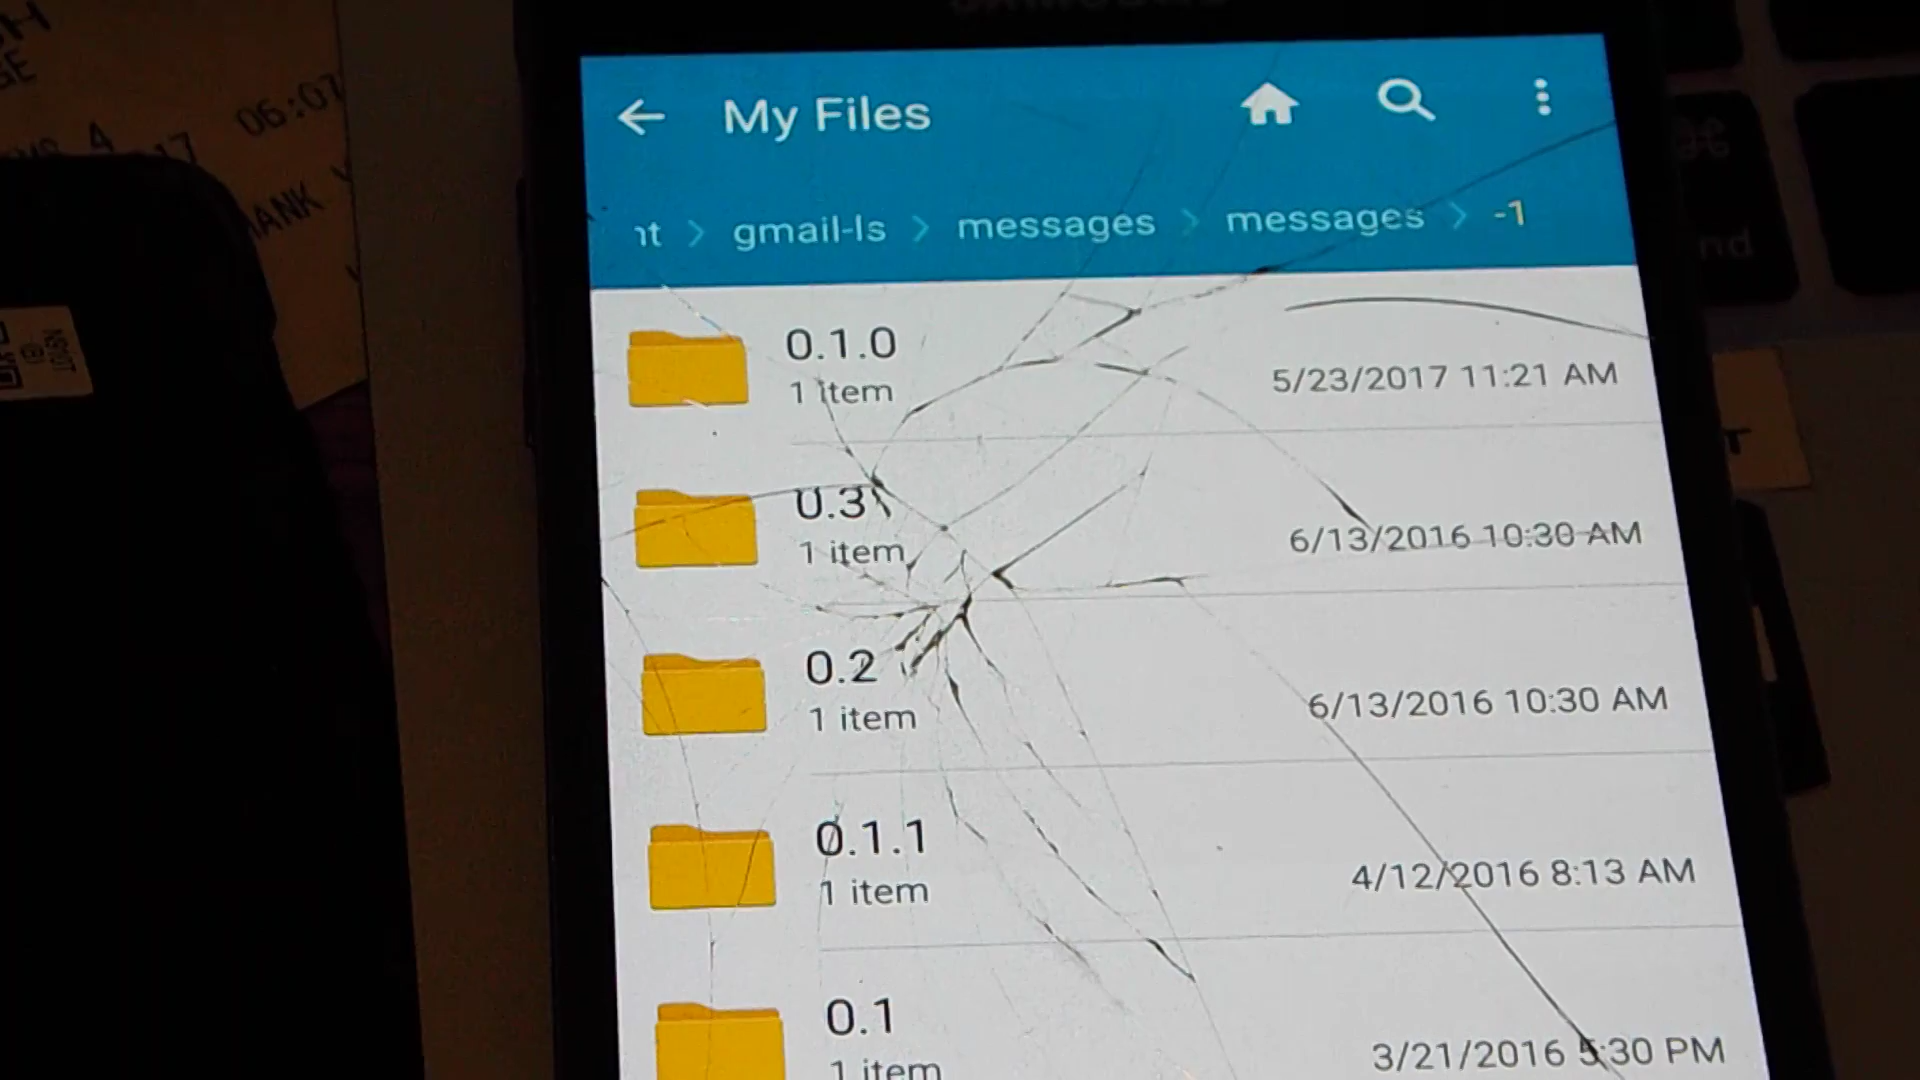 My Files
gmail-ls > messages > messages > -1
0.1.0
1 item
5/23/2017 11:21 AM
0.3
1 item
6/13/2016 10:30 AM
0.2
1 item
6/13/2016 10:30 AM
0.1.1
1 item
4/12/2016 8:13 AM
0.1
1 item
3/21/2016 5:30 PM
06:07